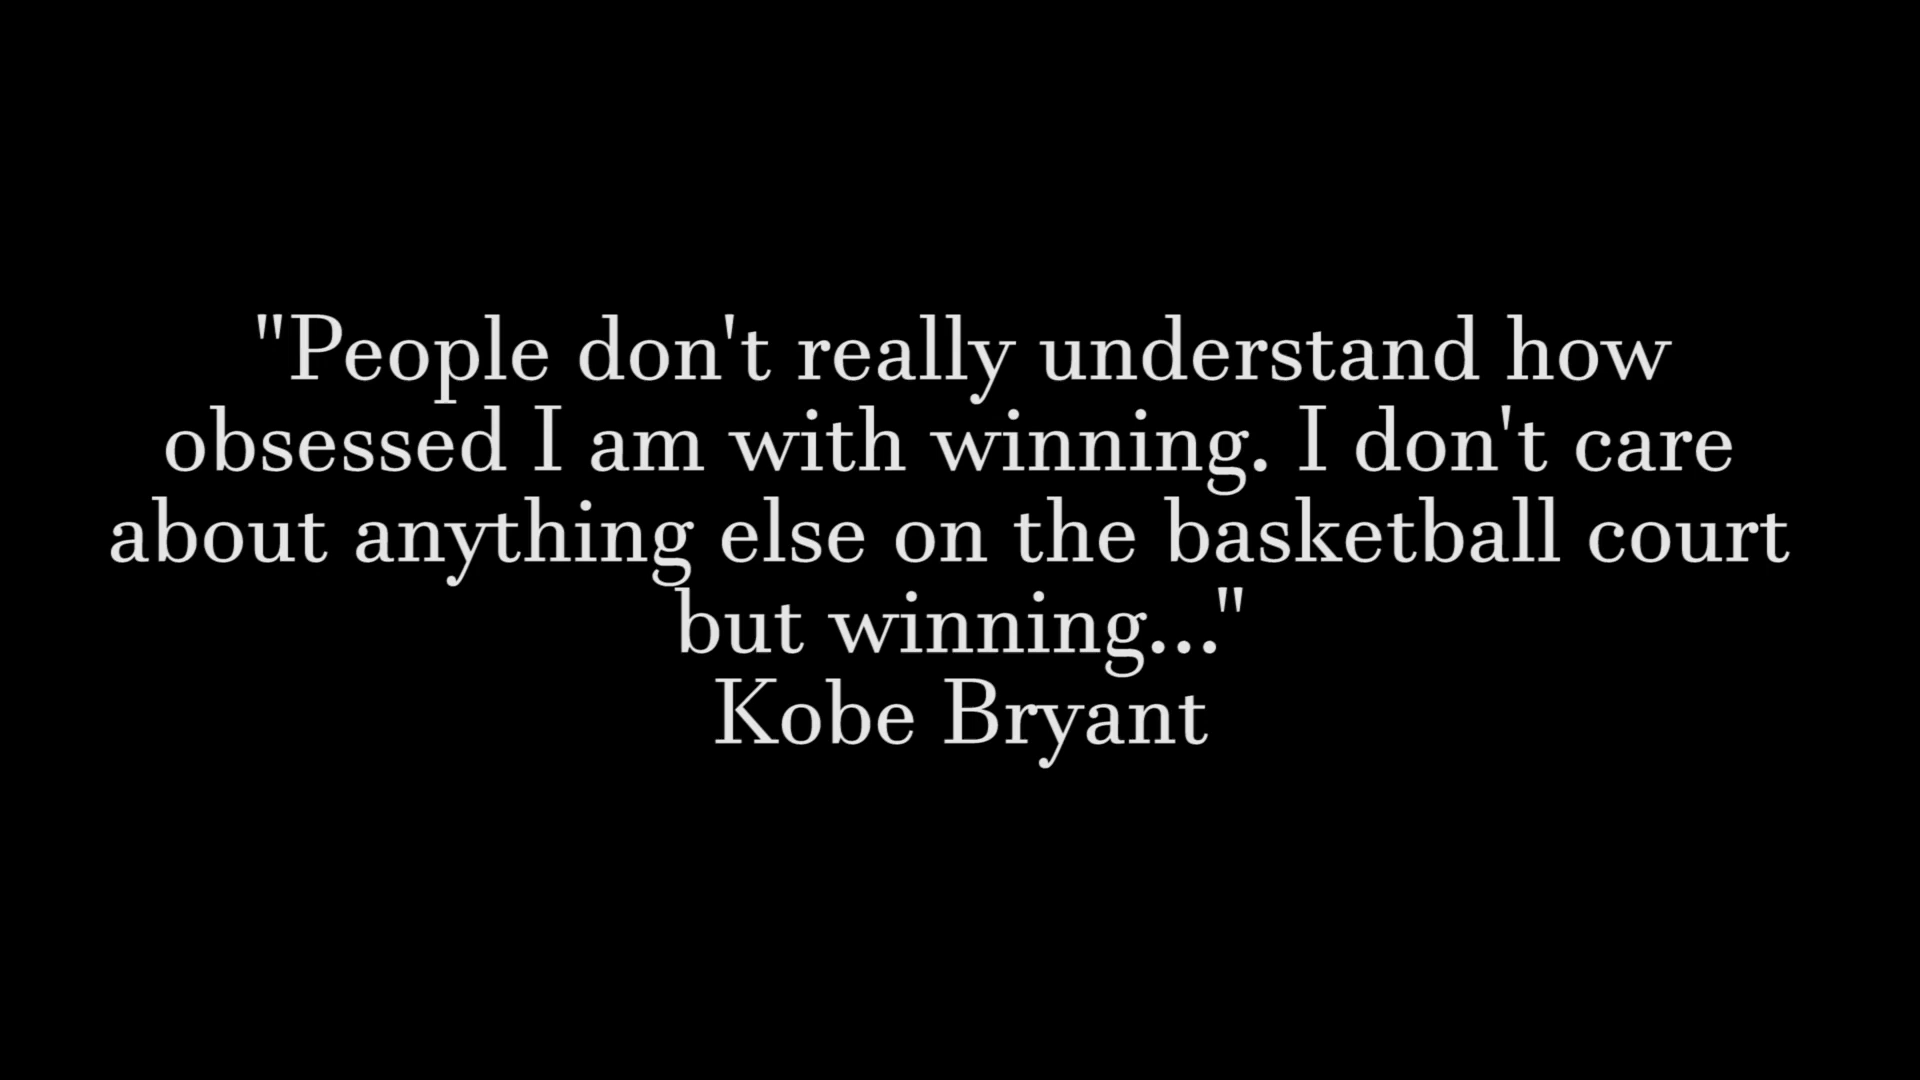 "People don't really understand how
obsessed I am with winning. I don't care
about anything else on the basketball court
but winning..."
Kobe Bryant